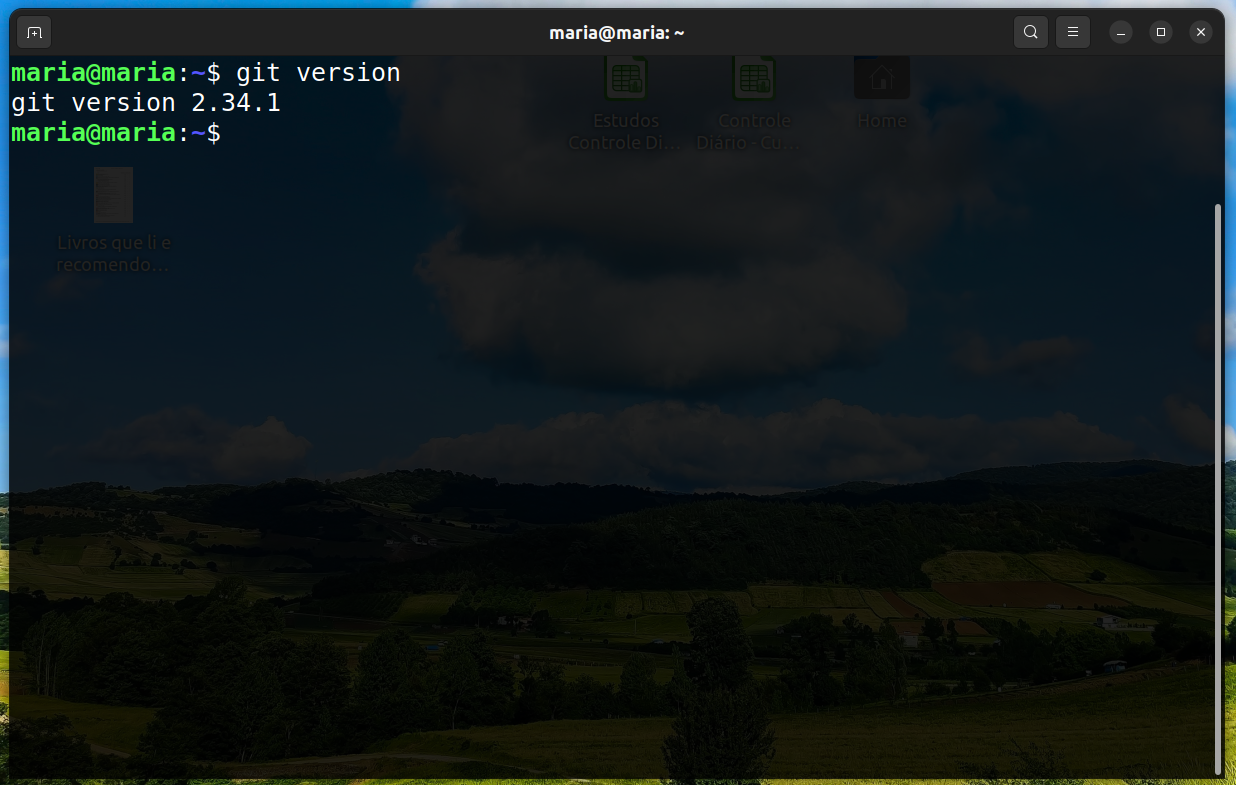 maria@maria: ~
maria@maria:~$ git version
git version 2.34.1
maria@maria:~$
Estudos
Controle Di...
Controle
Diário - Cu...
Home
Livros que li e
recomendo...